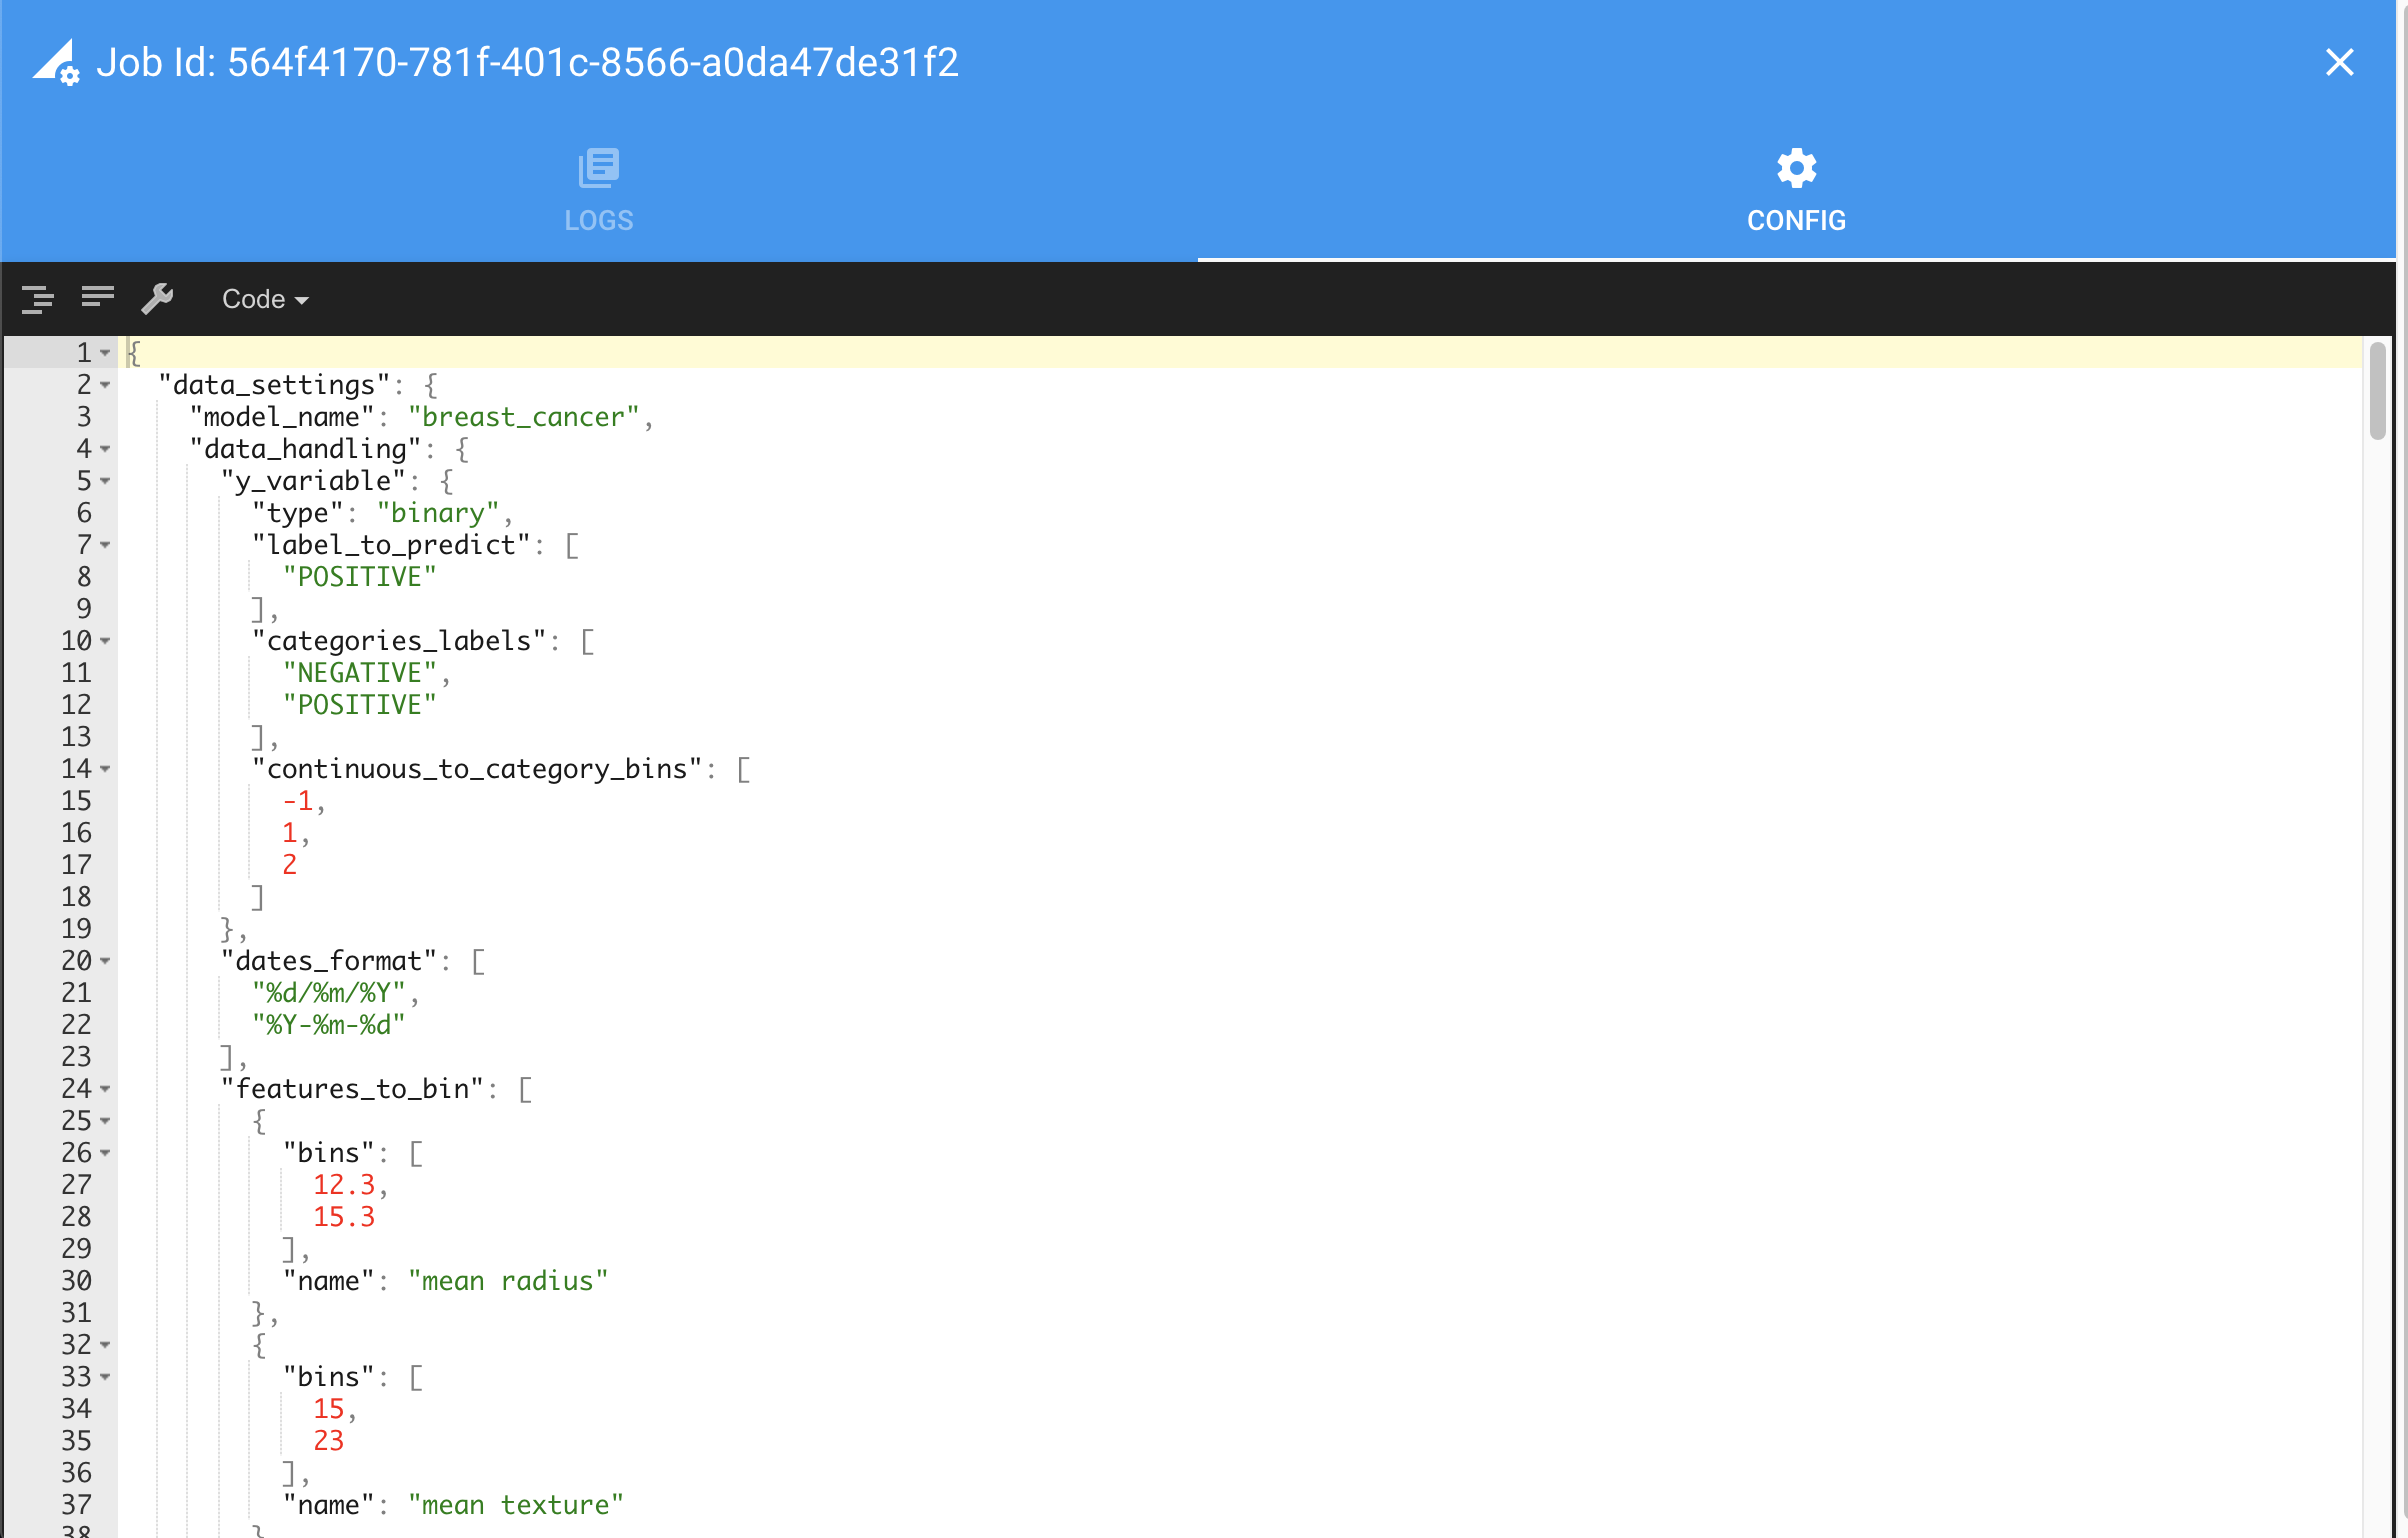 Job Id: 564f4170-781f-401c-8566-a0da47de31f2
LOGS
CONFIG
Code
1 {
2 "data_settings": {
3 "model_name": "breast_cancer",
4 "data_handling": {
5 "y_variable": {
6 "type": "binary",
7 "label_to_predict": [
8 "POSITIVE"
9 ],
10 "categories_labels": [
11 "NEGATIVE",
12 "POSITIVE"
13 ],
14 "continuous_to_category_bins": [
15 -1,
16 1,
17 2
18 ]
19 },
20 "dates_format": [
21 "%d/%m/%Y",
22 "%Y-%m-%d"
23 ],
24 "features_to_bin": [
25 {
26 "bins": [
27 12.3,
28 15.3
29 ],
30 "name": "mean radius"
31 },
32 {
33 "bins": [
34 15,
35 23
36 ],
37 "name": "mean texture"
38 }